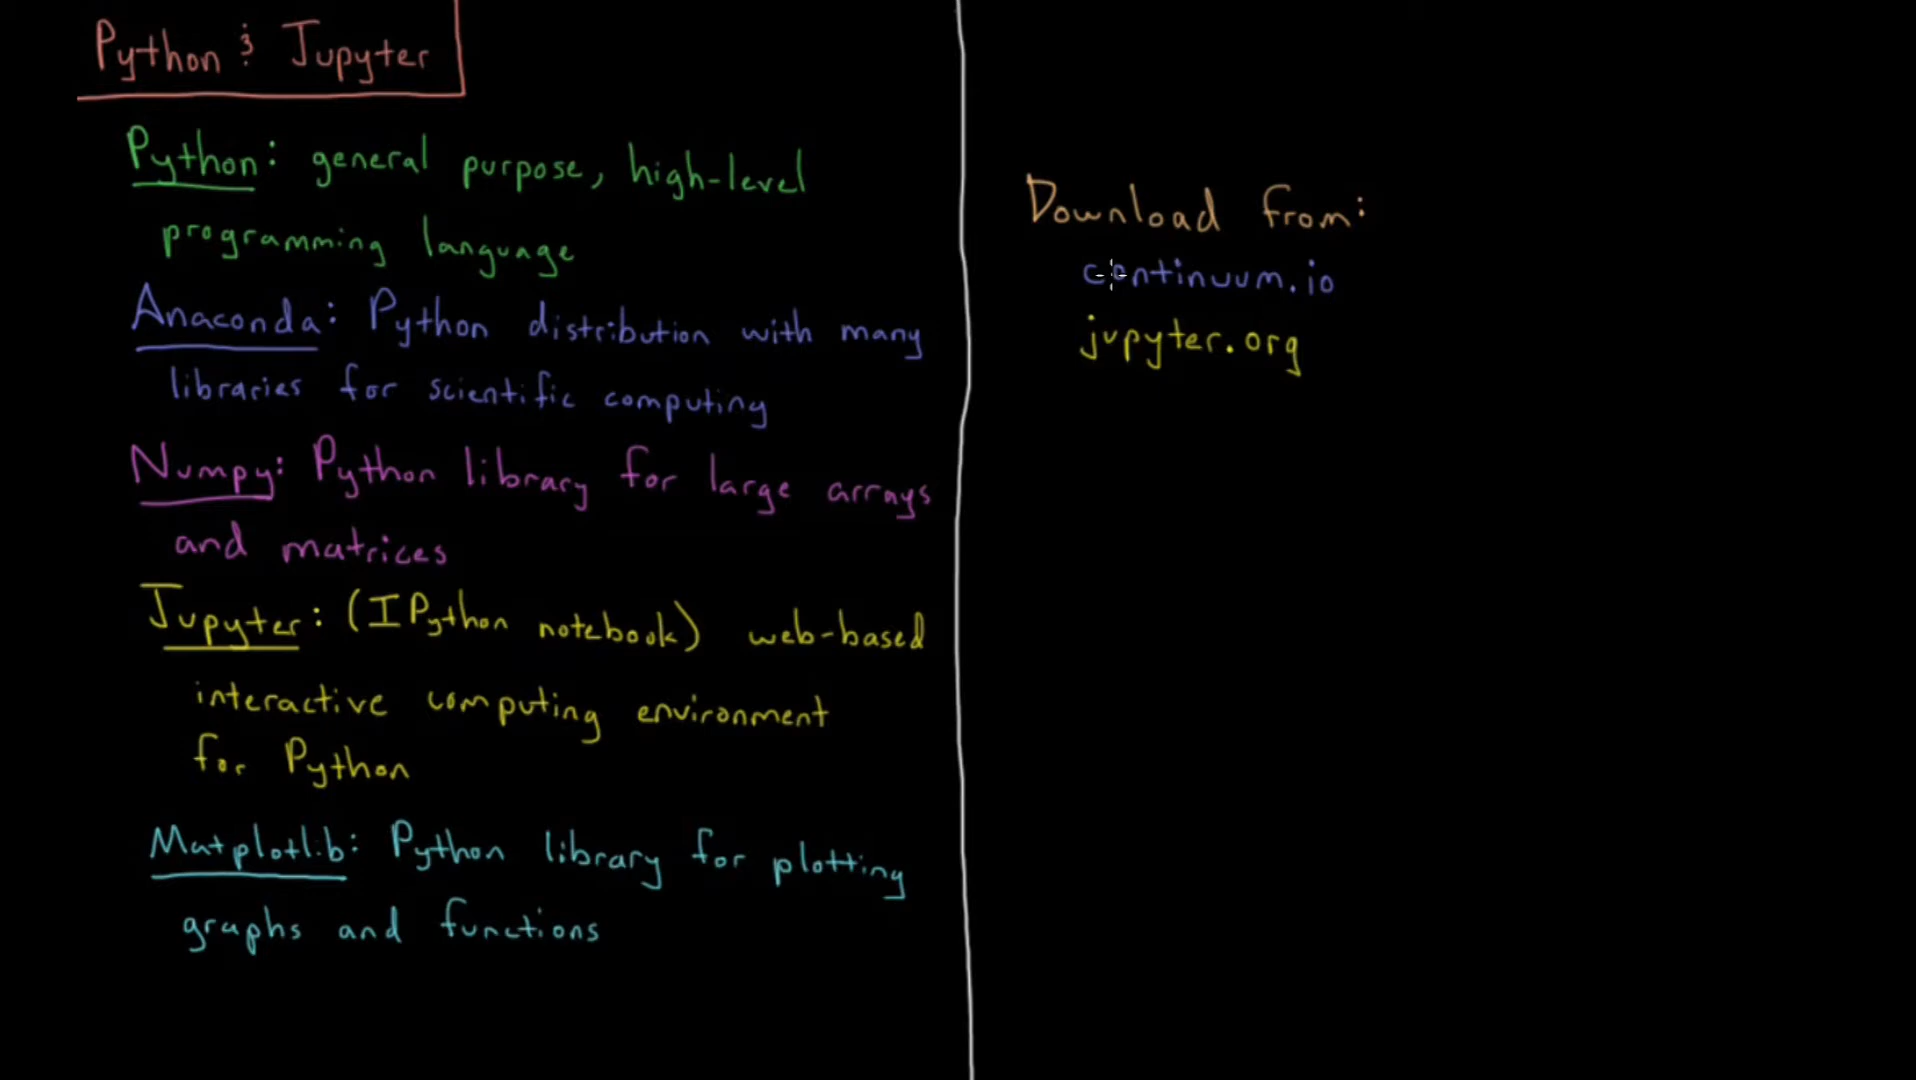 Python & Jupyter
Python: general purpose, high-level
programming language
Anaconda: Python distribution with many
libraries for scientific computing
Numpy: Python library for large arrays
and matrices
Jupyter: (IPython notebook) web-based
interactive computing environment
for Python
Matplotlib: Python library for plotting
graphs and functions
Download from:
continuum.io
jupyter.org